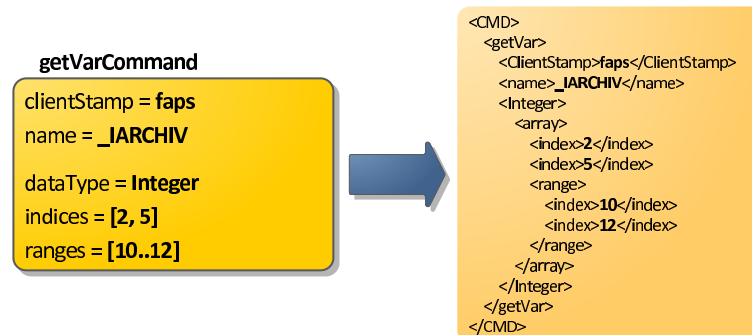 getVarCommand
clientStamp = faps
name = _IARCHIV
dataType = Integer
indices = [2, 5]
ranges = [10..12]
<CMD>
<getVar>
<ClientStamp>faps</ClientStamp>
<name>_IARCHIV</name>
<Integer>
<array>
<index>2</index>
<index>5</index>
<range>
<index>10</index>
<index>12</index>
</range>
</array>
</Integer>
</getVar>
</CMD>